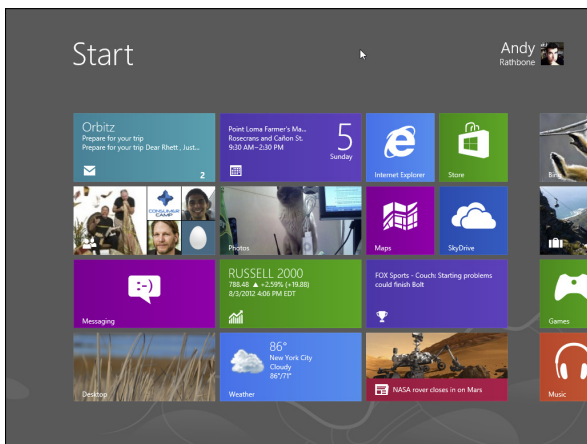 Start
Andy
Rathbone
Orbitz
Prepare for your trip
Prepare for your trip Dear Rhett , Just...
2
Point Loma Farmer's Ma...
Rosecrans and Cañon St.
9:30 AM–2:30 PM
5
Sunday
Internet Explorer
Store
CONSUMER
CAMP
Photos
Maps
SkyDrive
Messaging
:-)
RUSSELL 2000
788.48 ▲ +2.59% (+19.88)
8/3/2012 4:06 PM EDT
FOX Sports - Couch: Starting problems
could finish Bolt
Games
Desktop
86°
New York City
Cloudy
86°/71°
Weather
NASA rover closes in on Mars
Music